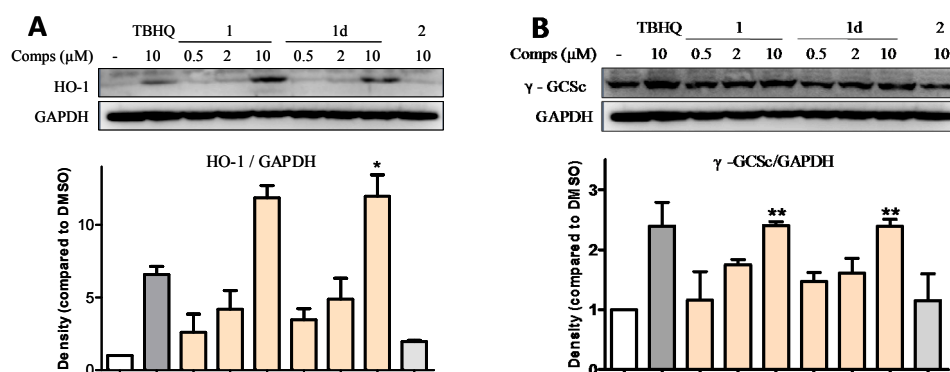 A
TBHQ 1 1d 2
Comps (μM) - 10 0.5 2 10 0.5 2 10 10
HO-1
GAPDH
HO-1 / GAPDH
Density (compared to DMSO)
10
5
0
*
B
TBHQ 1 1d 2
Comps (μM) - 10 0.5 2 10 0.5 2 10 10
γ - GCSc
GAPDH
γ -GCSc/GAPDH
Density (compared to DMSO)
3
2
1
0
** **